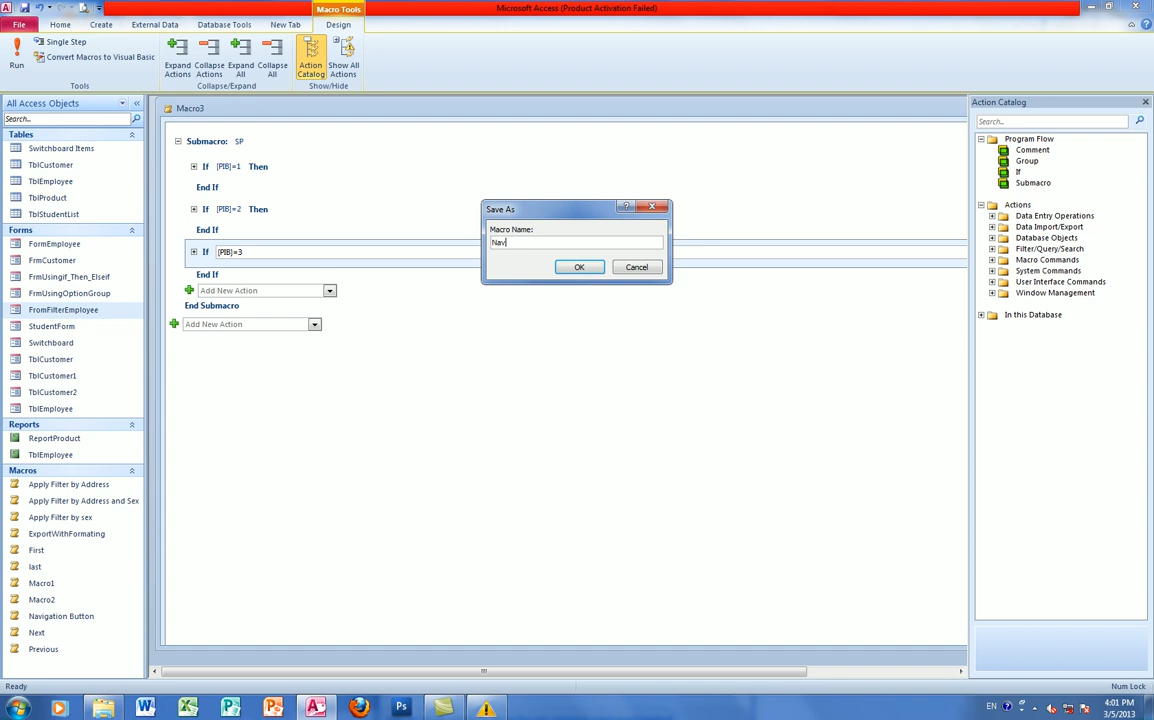 Microsoft Access (Product Activation Failed)
Macro Tools
File
Home
Create
External Data
Database Tools
New Tab
Design
Run
Single Step
Convert Macros to Visual Basic
Tools
Expand Actions
Collapse Actions
Expand All
Collapse All
Collapse/Expand
Action Catalog
Show All Actions
Show/Hide
All Access Objects
Search...
Tables
Switchboard Items
TblCustomer
TblEmployee
TblProduct
TblStudentList
Forms
FormEmployee
FrmCustomer
FrmUsingif_Then_Elseif
FrmUsingOptionGroup
FromFilterEmployee
StudentForm
Switchboard
TblCustomer
TblCustomer1
TblCustomer2
TblEmployee
Reports
ReportProduct
TblEmployee
Macros
Apply Filter by Address
Apply Filter by Address and Sex
Apply Filter by sex
ExportWithFormating
First
last
Macro1
Macro2
Navigation Button
Next
Previous
Macro3
Submacro: SP
If [PIB]=1 Then
End If
If [PIB]=2 Then
End If
If [PIB]=3
End If
Add New Action
End Submacro
Add New Action
Save As
Macro Name:
Nav
OK
Cancel
Action Catalog
Search...
Program Flow
Comment
Group
If
Submacro
Actions
Data Entry Operations
Data Import/Export
Database Objects
Filter/Query/Search
Macro Commands
System Commands
User Interface Commands
Window Management
In this Database
Ready
Num Lock
EN
4:01 PM
3/5/2013